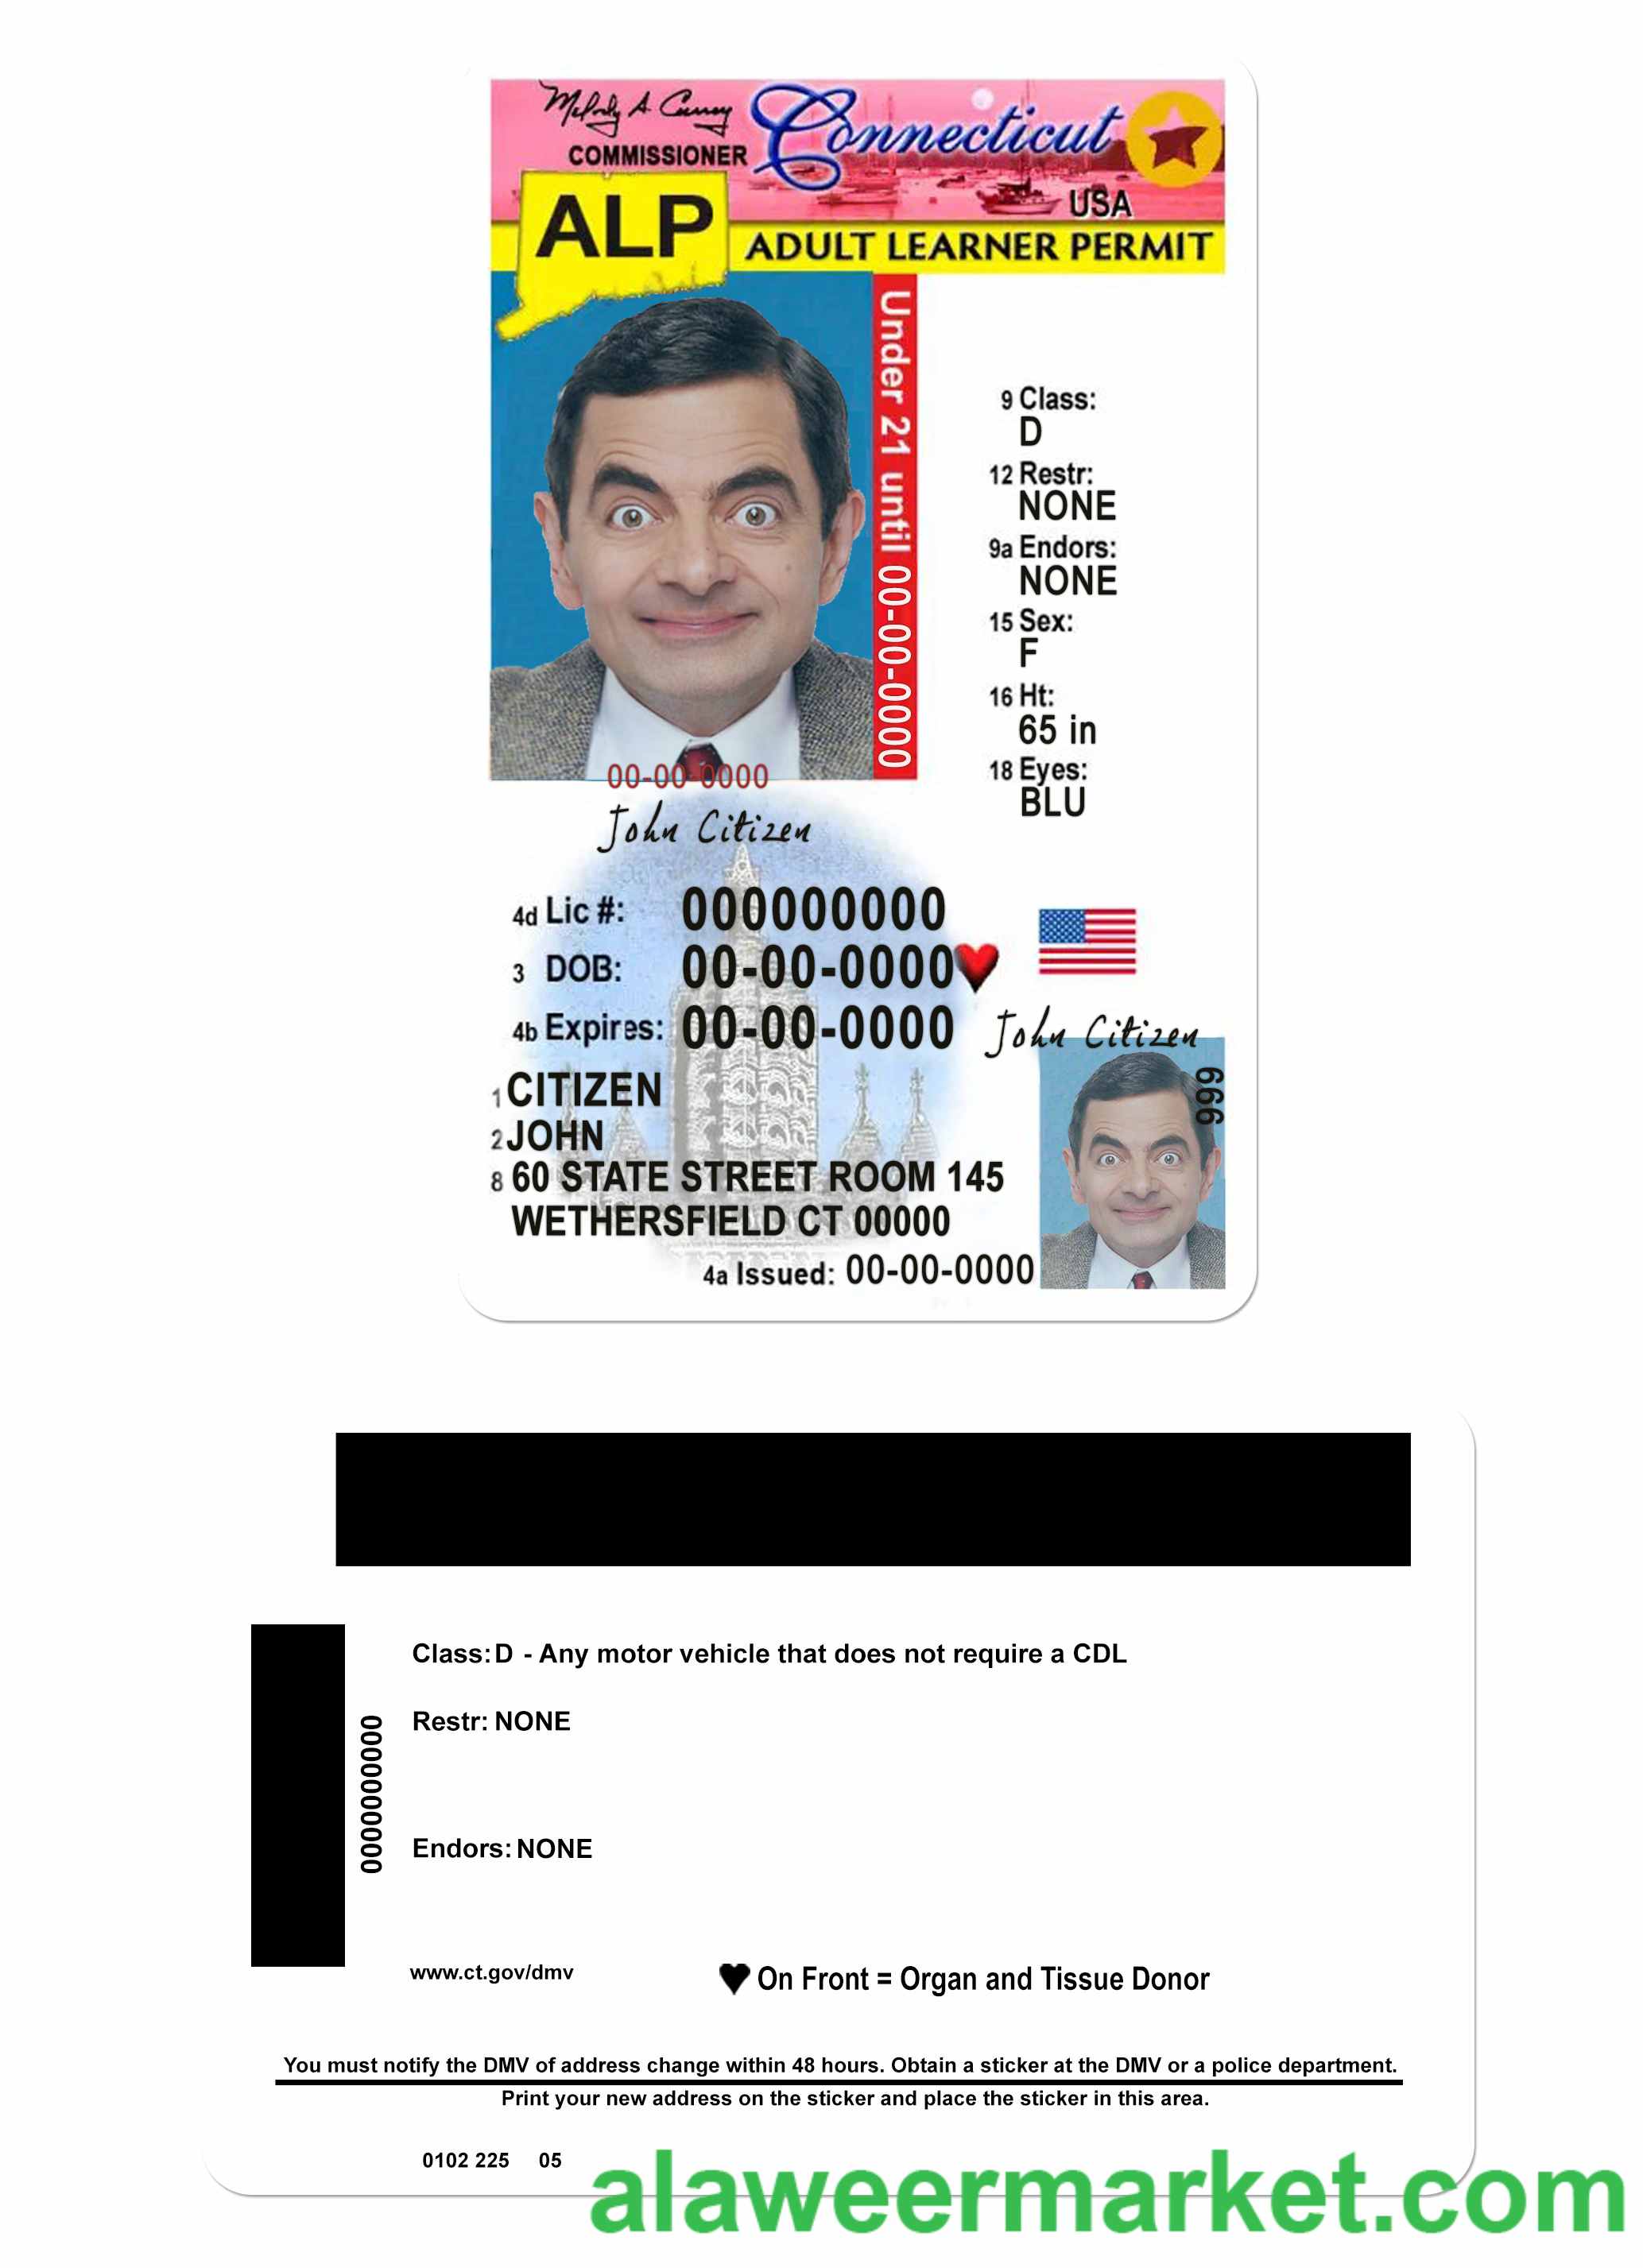 Melody A Currey
COMMISSIONER
Connecticut
USA
ALP
ADULT LEARNER PERMIT
Under 21 until 00-00-0000
9 Class:
D
12 Restr:
NONE
9a Endors:
NONE
15 Sex:
F
16 Ht:
65 in
18 Eyes:
BLU
00-00-0000
John Citizen
4d Lic #: 000000000
3 DOB: 00-00-0000
4b Expires: 00-00-0000
John Citizen
999
1 CITIZEN
2 JOHN
8 60 STATE STREET ROOM 145
WETHERSFIELD CT 00000
4a Issued: 00-00-0000
Class: D - Any motor vehicle that does not require a CDL
Restr: NONE
0000000000
Endors: NONE
www.ct.gov/dmv
♥ On Front = Organ and Tissue Donor
You must notify the DMV of address change within 48 hours. Obtain a sticker at the DMV or a police department.
Print your new address on the sticker and place the sticker in this area.
0102 225 05
alaweermarket.com